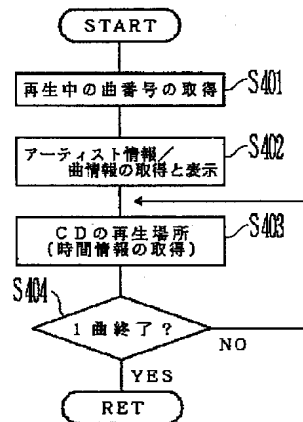 START
再生中の曲番号の取得
S401
アーティスト情報／
曲情報の取得と表示
S402
CDの再生場所
(時間情報の取得)
S403
S404
1曲終了？
NO
YES
RET